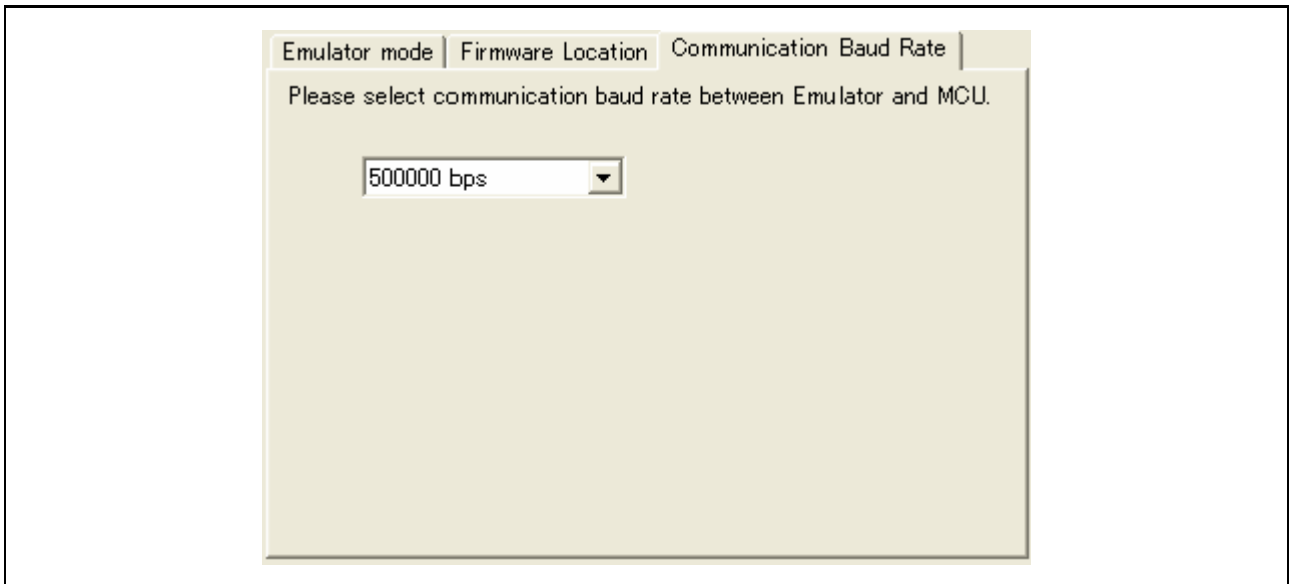 Emulator mode Firmware Location Communication Baud Rate
Please select communication baud rate between Emulator and MCU.
500000 bps